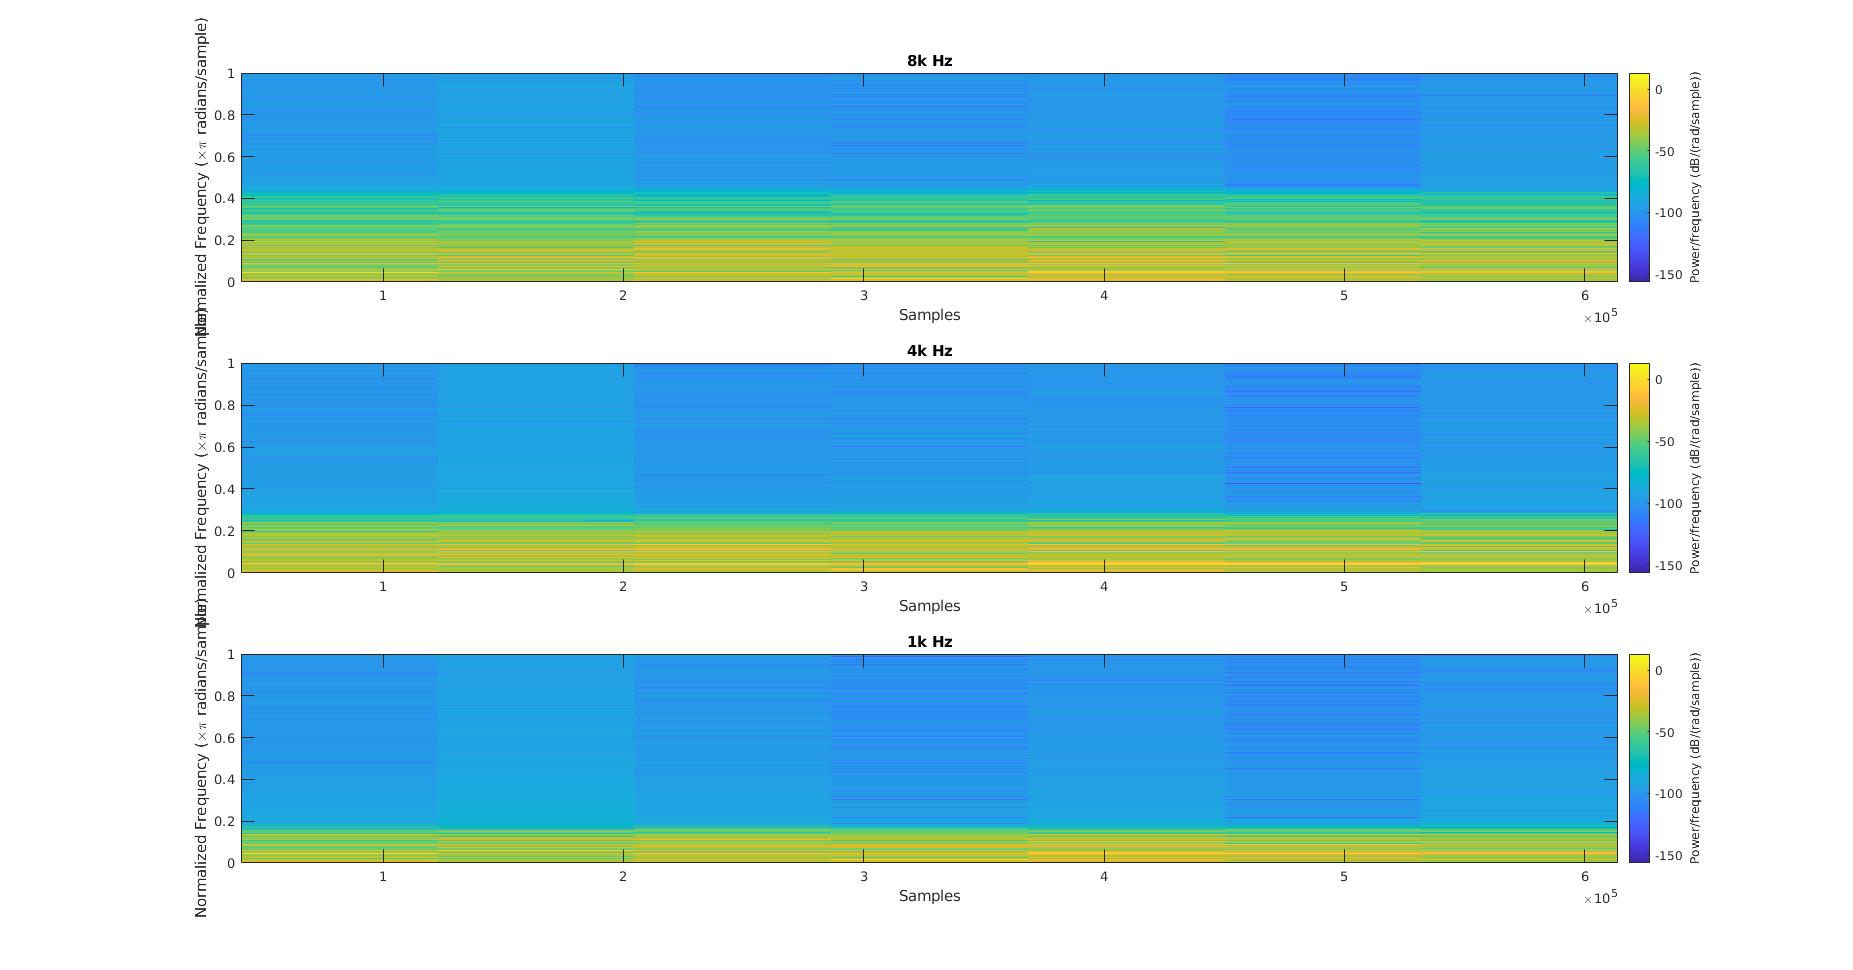 8k Hz
Normalized Frequency (×π radians/sample)
1
0.8
0.6
0.4
0.2
0
1 2 3 4 5 6
×10^5
Samples
0
-50
-100
-150
Power/frequency (dB/(rad/sample))
4k Hz
Normalized Frequency (×π radians/sample)
1
0.8
0.6
0.4
0.2
0
1 2 3 4 5 6
×10^5
Samples
0
-50
-100
-150
Power/frequency (dB/(rad/sample))
1k Hz
Normalized Frequency (×π radians/sample)
1
0.8
0.6
0.4
0.2
0
1 2 3 4 5 6
×10^5
Samples
0
-50
-100
-150
Power/frequency (dB/(rad/sample))